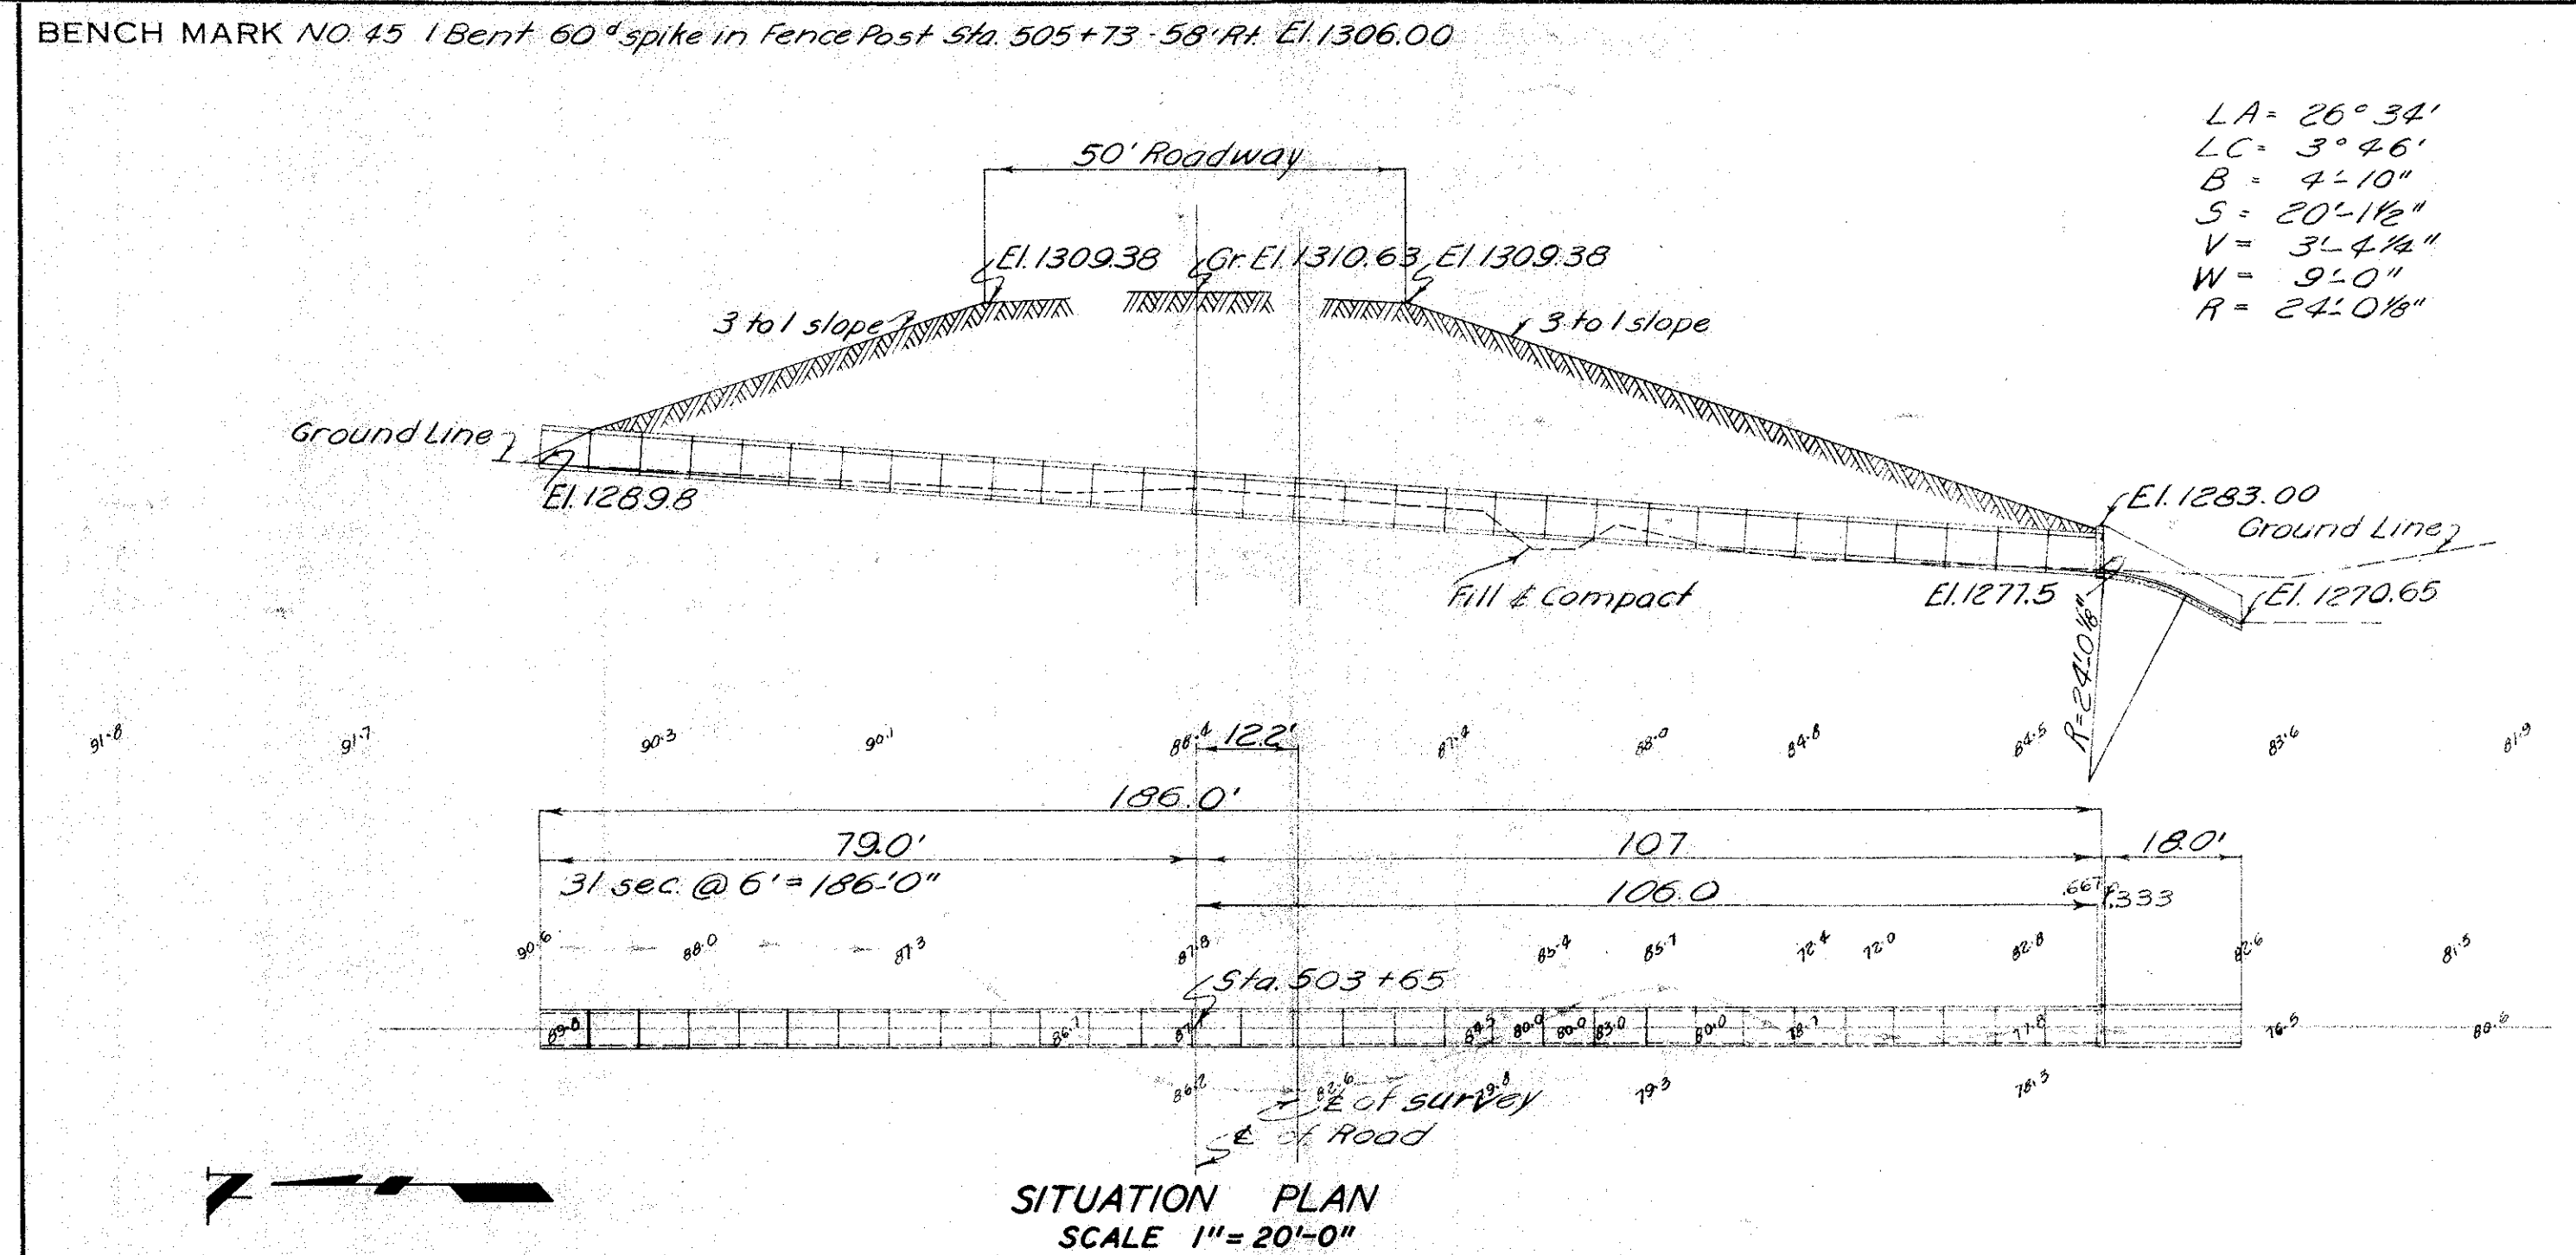 BENCH MARK NO. 45 1 Bent 60ᵈ spike in Fence Post Sta. 505+73-58' Rt. El. 1306.00
LA = 26° 34'
LC = 3° 46'
B = 4'-10"
S = 20'-1½"
V = 3'-4¼"
W = 9'-0"
R = 24'-0⅛"
50' Roadway
El. 1309.38
Gr. El. 1310.63
El. 1309.38
3 to 1 slope
3 to 1 slope
Ground Line
El. 1289.8
El. 1283.00
Ground Line
Fill & Compact
El. 1277.5
El. 1270.65
R=24'-0⅛"
91.8 91.7 90.3 90.1 88.4 12.2' 87.4 88.0 84.8 84.5 83.6 81.9
186.0'
79.0' 107 18.0'
31 sec. @ 6' = 186'-0"
106.0 .667 .333
90.6 88.0 87.3 87.8 85.4 85.7 72.4 72.0 82.8 82.6 81.5
Sta. 503+65
89.8 86.7 87. 84.5 80.0 80.0 83.0 80.0 78.7 77.8 76.5 80.6
86.2 82.6 79.8 79.3 78.3
℄ of survey
℄ of Road
N
SITUATION PLAN
SCALE 1"= 20'-0"